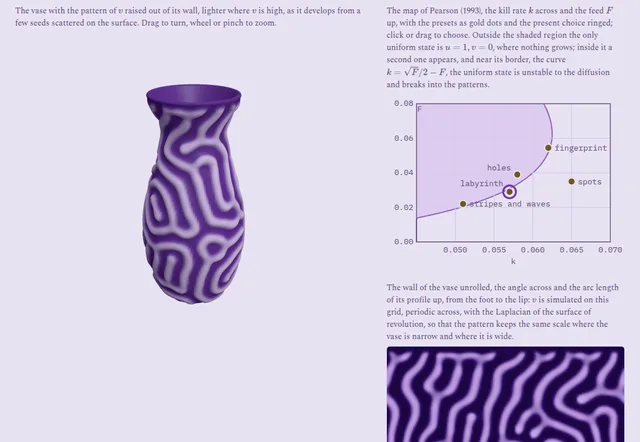 The vase with the pattern of v raised out of its wall, lighter where v is high, as it develops from a
few seeds scattered on the surface. Drag to turn, wheel or pinch to zoom.
The map of Pearson (1993), the kill rate k across and the feed F
up, with the presets as gold dots and the present choice ringed;
click or drag to choose. Outside the shaded region the only
uniform state is u = 1, v = 0, where nothing grows; inside it a
second one appears, and near its border, the curve
k = √F/2 − F, the uniform state is unstable to the diffusion
and breaks into the patterns.
0.08
F
0.06
fingerprint
holes
0.04
labyrinth
spots
0.02
stripes and waves
0.00
0.050 0.055 0.060 0.065 0.070
k
The wall of the vase unrolled, the angle across and the arc length
of its profile up, from the foot to the lip: v is simulated on this
grid, periodic across, with the Laplacian of the surface of
revolution, so that the pattern keeps the same scale where the
vase is narrow and where it is wide.